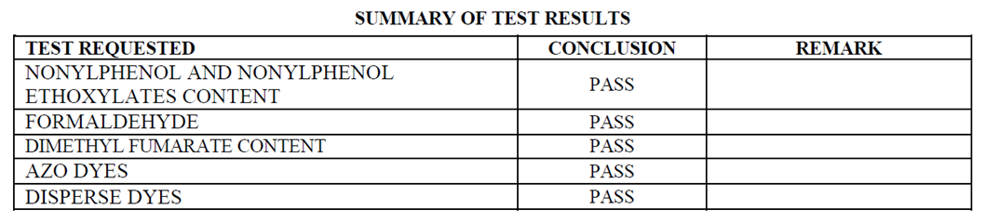 SUMMARY OF TEST RESULTS
TEST REQUESTED CONCLUSION REMARK
NONYLPHENOL AND NONYLPHENOL
ETHOXYLATES CONTENT PASS
FORMALDEHYDE PASS
DIMETHYL FUMARATE CONTENT PASS
AZO DYES PASS
DISPERSE DYES PASS